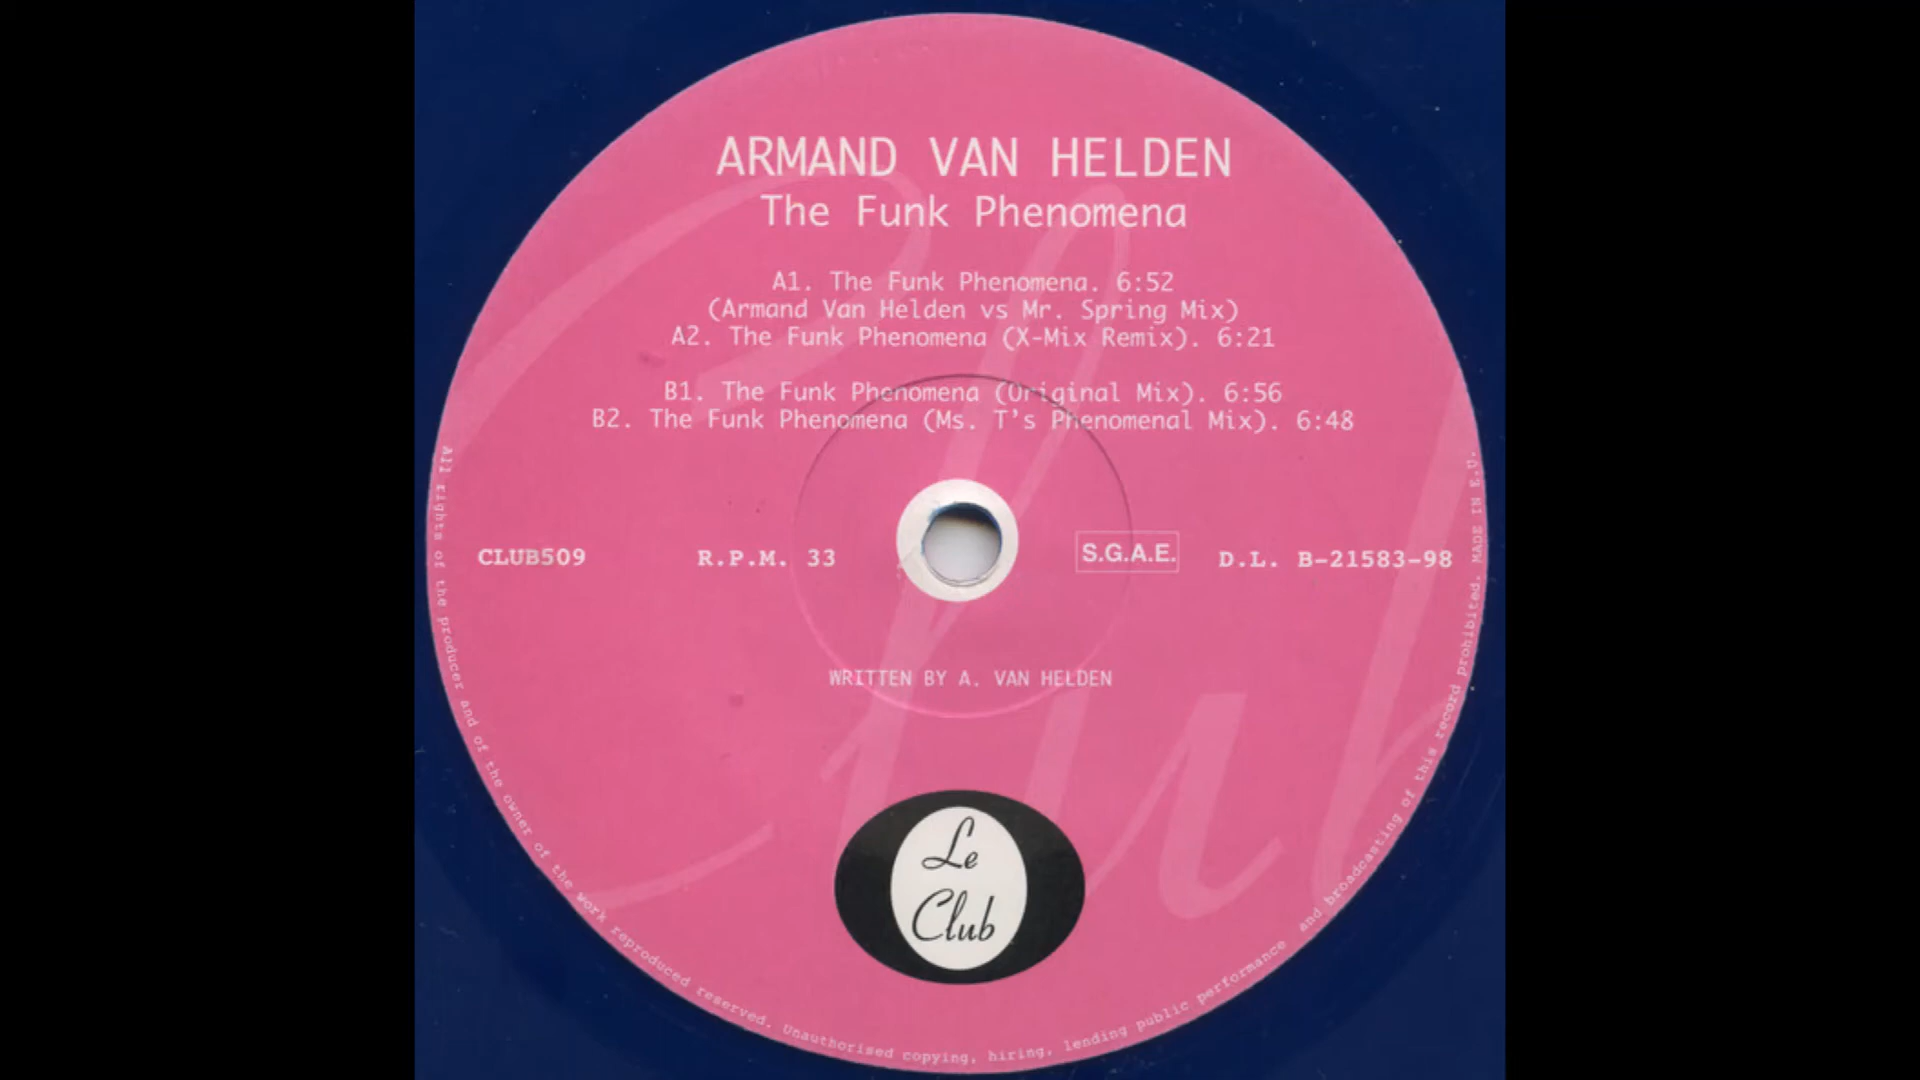 ARMAND VAN HELDEN
The Funk Phenomena
A1. The Funk Phenomena. 6:52
(Armand Van Helden vs Mr. Spring Mix)
A2. The Funk Phenomena (X-Mix Remix). 6:21
B1. The Funk Phenomena (Original Mix). 6:56
B2. The Funk Phenomena (Ms. T's Phenomenal Mix). 6:48
CLUB509
R.P.M. 33
S.G.A.E.
D.L. B-21583-98
WRITTEN BY A. VAN HELDEN
Le
Club
All rights of the producer and of the owner of the work reproduced reserved. Unauthorised copying, hiring, lending public performance and broadcasting of this record prohibited. MADE IN E.U.
Club